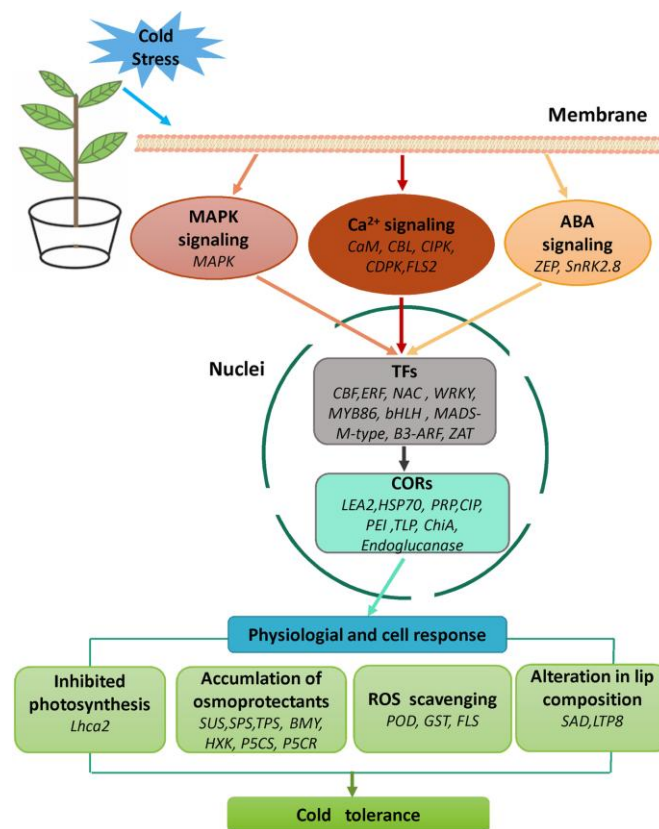 Cold
Stress
Membrane
MAPK
signaling
MAPK
Ca²⁺ signaling
CaM, CBL, CIPK,
CDPK,FLS2
ABA
signaling
ZEP, SnRK2.8
Nuclei
TFs
CBF,ERF, NAC , WRKY,
MYB86, bHLH , MADS-
M-type, B3-ARF, ZAT
CORs
LEA2,HSP70, PRP,CIP,
PEI ,TLP, ChiA,
Endoglucanase
Physiologial and cell response
Inhibited
photosynthesis
Lhca2
Accumlation of
osmoprotectants
SUS,SPS,TPS, BMY,
HXK, P5CS, P5CR
ROS scavenging
POD, GST, FLS
Alteration in lip
composition
SAD,LTP8
Cold tolerance